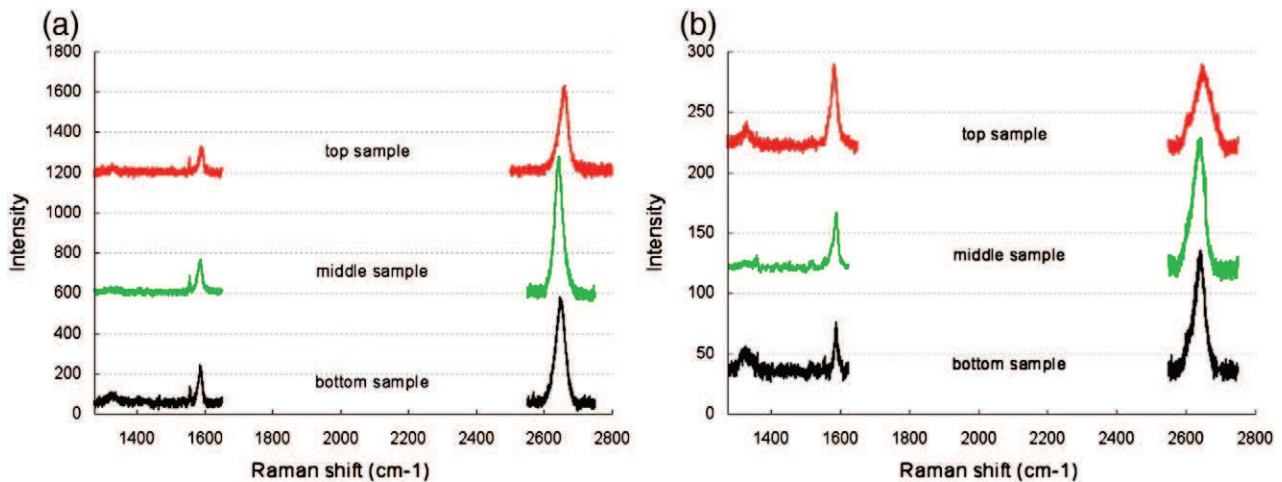 (a)
1800
1600
1400
1200
1000
800
600
400
200
0
Intensity
top sample
middle sample
bottom sample
1400 1600 1800 2000 2200 2400 2600 2800
Raman shift (cm-1)
(b)
300
250
200
150
100
50
0
Intensity
top sample
middle sample
bottom sample
1400 1600 1800 2000 2200 2400 2600 2800
Raman shift (cm-1)